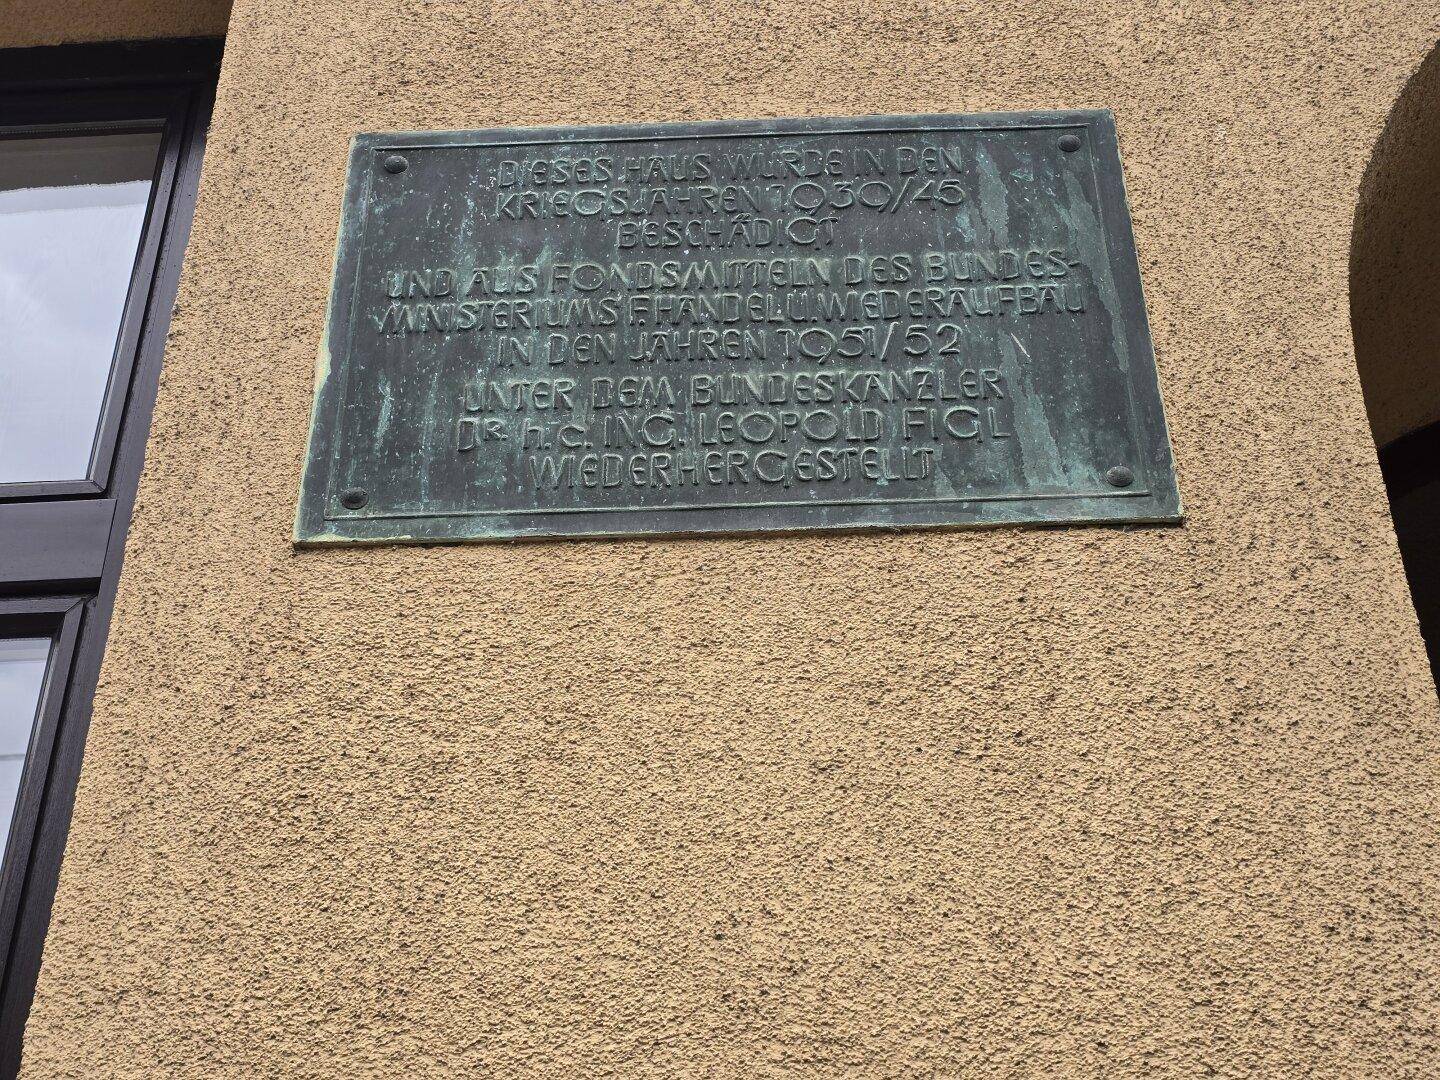 DIESES HAUS WURDE IN DEN
KRIEGSJAHREN 1939/45
BESCHÄDIGT
UND AUS FONDSMITTELN DES BUNDES-
MINISTERIUMS F. HANDEL U. WIEDERAUFBAU
IN DEN JAHREN 1951/52
UNTER DEM BUNDESKANZLER
DR. h. c. ING. LEOPOLD FIGL
WIEDERHERGESTELLT